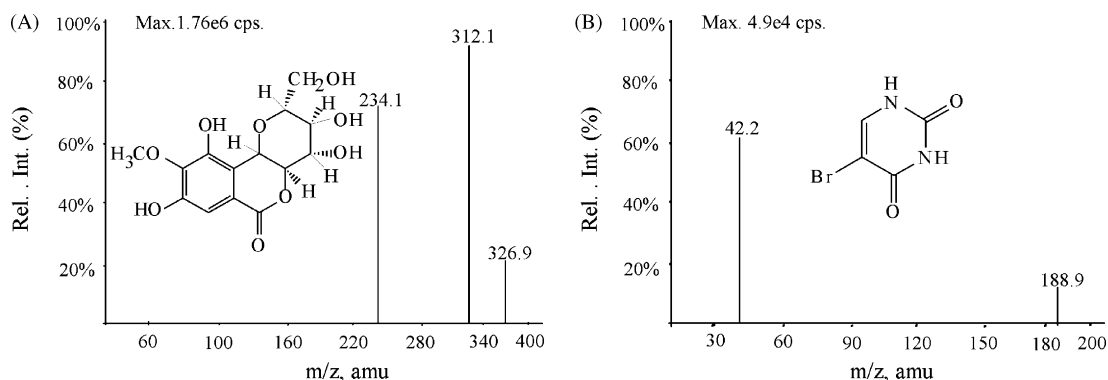 (A)
Max.1.76e6 cps.
Rel. . Int. (%)
100%
80%
60%
40%
20%
312.1
234.1
326.9
CH2OH
H
H
OH
O
OH
H
OH
H3CO
H
H
HO
O
O
60 100 160 220 280 340 400
m/z, amu
(B)
Max. 4.9e4 cps.
Rel. . Int. (%)
100%
80%
60%
40%
20%
42.2
188.9
H
N
O
NH
Br
O
30 60 90 120 150 180 200
m/z, amu